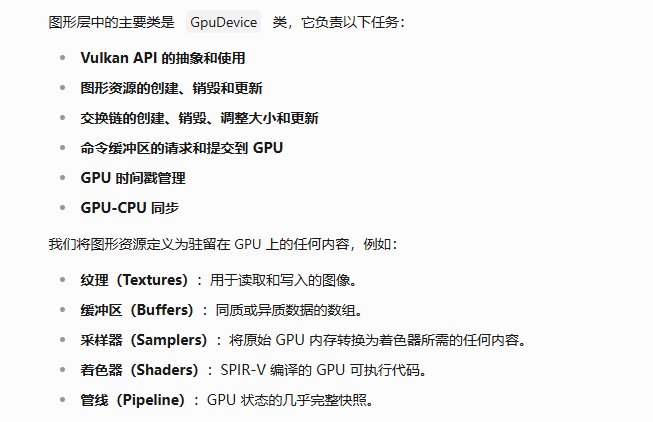 图形层中的主要类是 GpuDevice 类，它负责以下任务：
• Vulkan API 的抽象和使用
• 图形资源的创建、销毁和更新
• 交换链的创建、销毁、调整大小和更新
• 命令缓冲区的请求和提交到 GPU
• GPU 时间戳管理
• GPU-CPU 同步
我们将图形资源定义为驻留在 GPU 上的任何内容，例如：
• 纹理（Textures）：用于读取和写入的图像。
• 缓冲区（Buffers）：同质或异质数据的数组。
• 采样器（Samplers）：将原始 GPU 内存转换为着色器所需的任何内容。
• 着色器（Shaders）：SPIR-V 编译的 GPU 可执行代码。
• 管线（Pipeline）：GPU 状态的几乎完整快照。